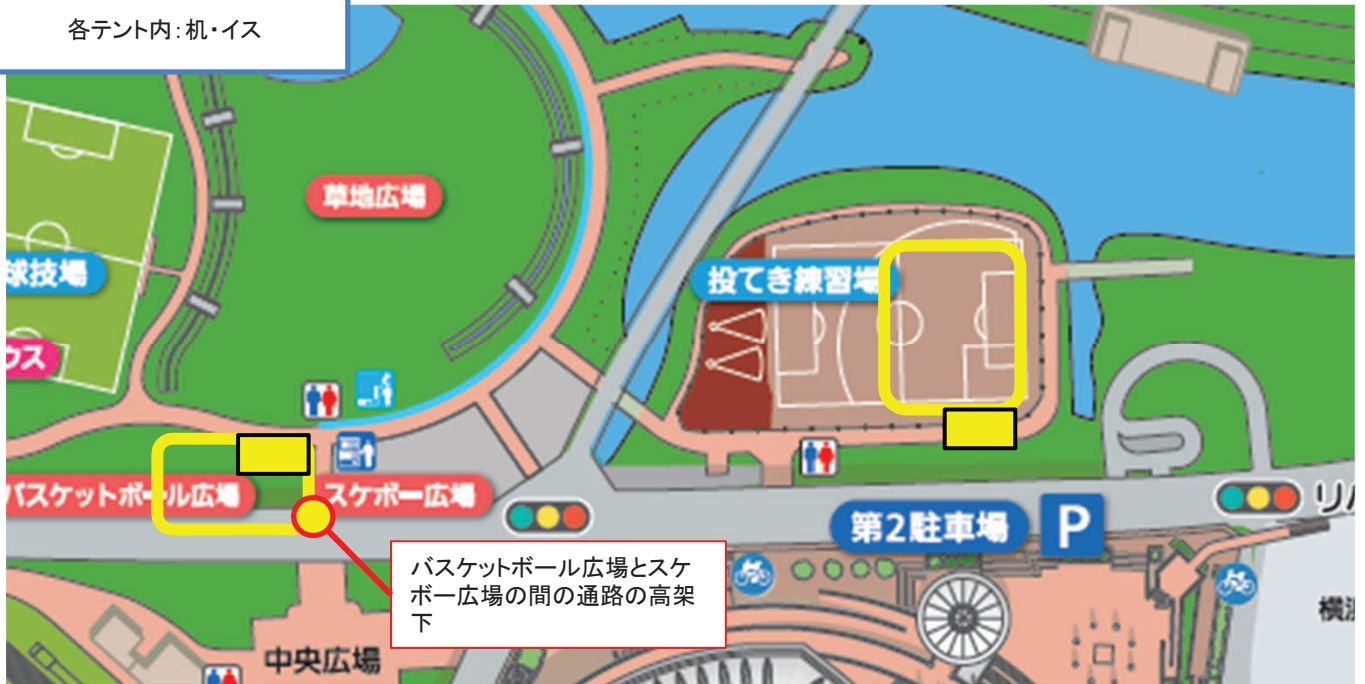 各テント内：机・イス
草地広場
球技場
投てき練習場
ウス
バスケットボール広場
スケボー広場
第2駐車場
P
リバ
バスケットボール広場とスケ
ボー広場の間の通路の高架
下
中央広場
横浜